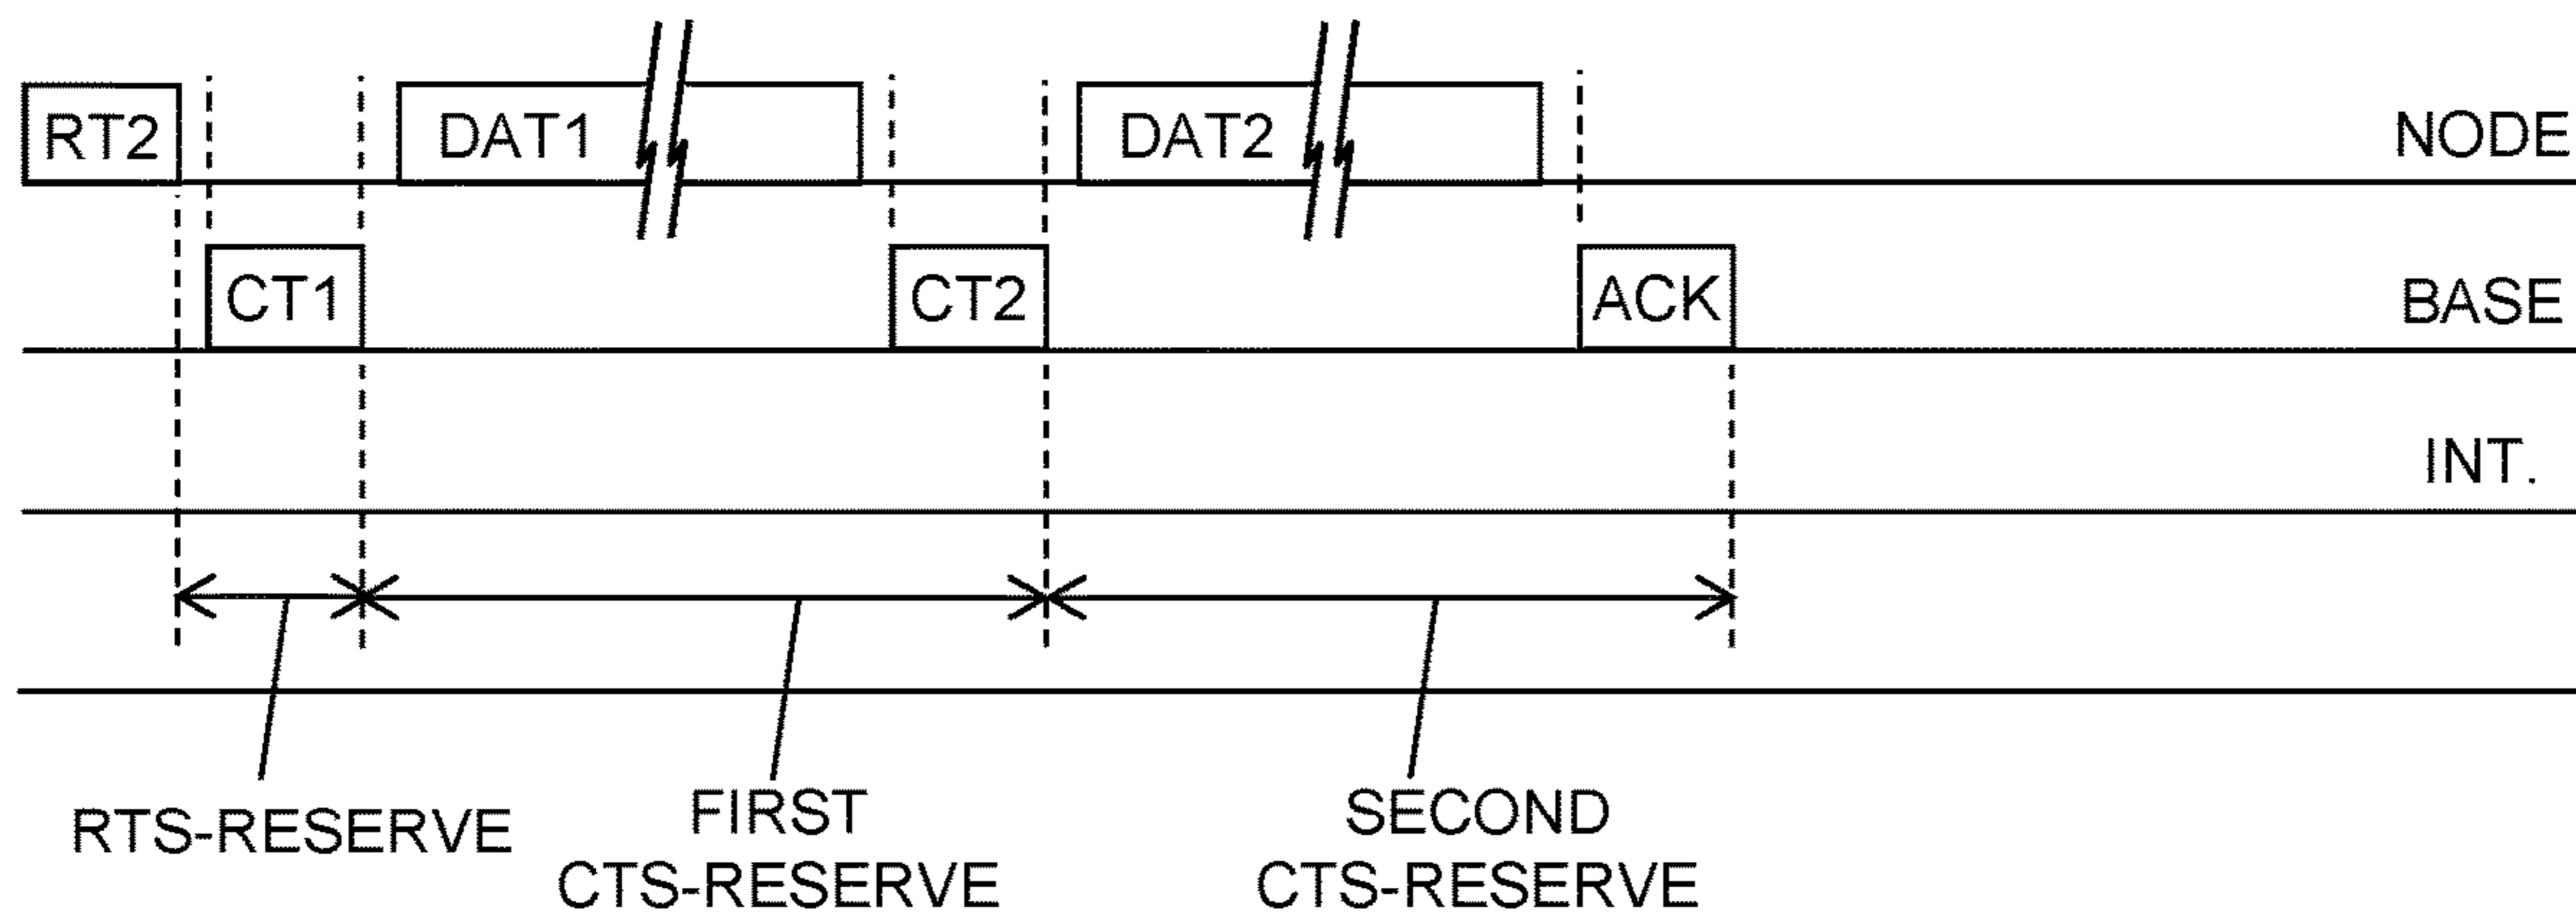 RT2
DAT1
DAT2
NODE
CT1
CT2
ACK
BASE
INT.
RTS-RESERVE
FIRST
CTS-RESERVE
SECOND
CTS-RESERVE